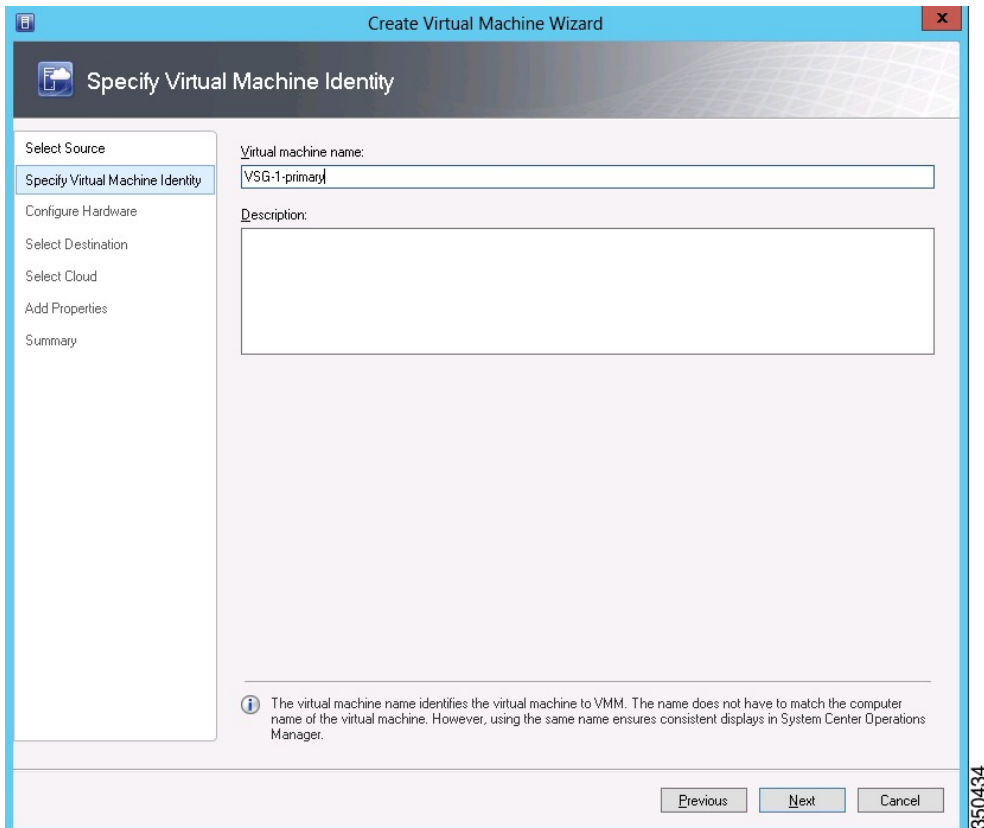 Create Virtual Machine Wizard
x
Specify Virtual Machine Identity
Select Source
Specify Virtual Machine Identity
Configure Hardware
Select Destination
Select Cloud
Add Properties
Summary
Virtual machine name:
VSG-1-primary
Description:
The virtual machine name identifies the virtual machine to VMM. The name does not have to match the computer
name of the virtual machine. However, using the same name ensures consistent displays in System Center Operations
Manager.
Previous
Next
Cancel
350434